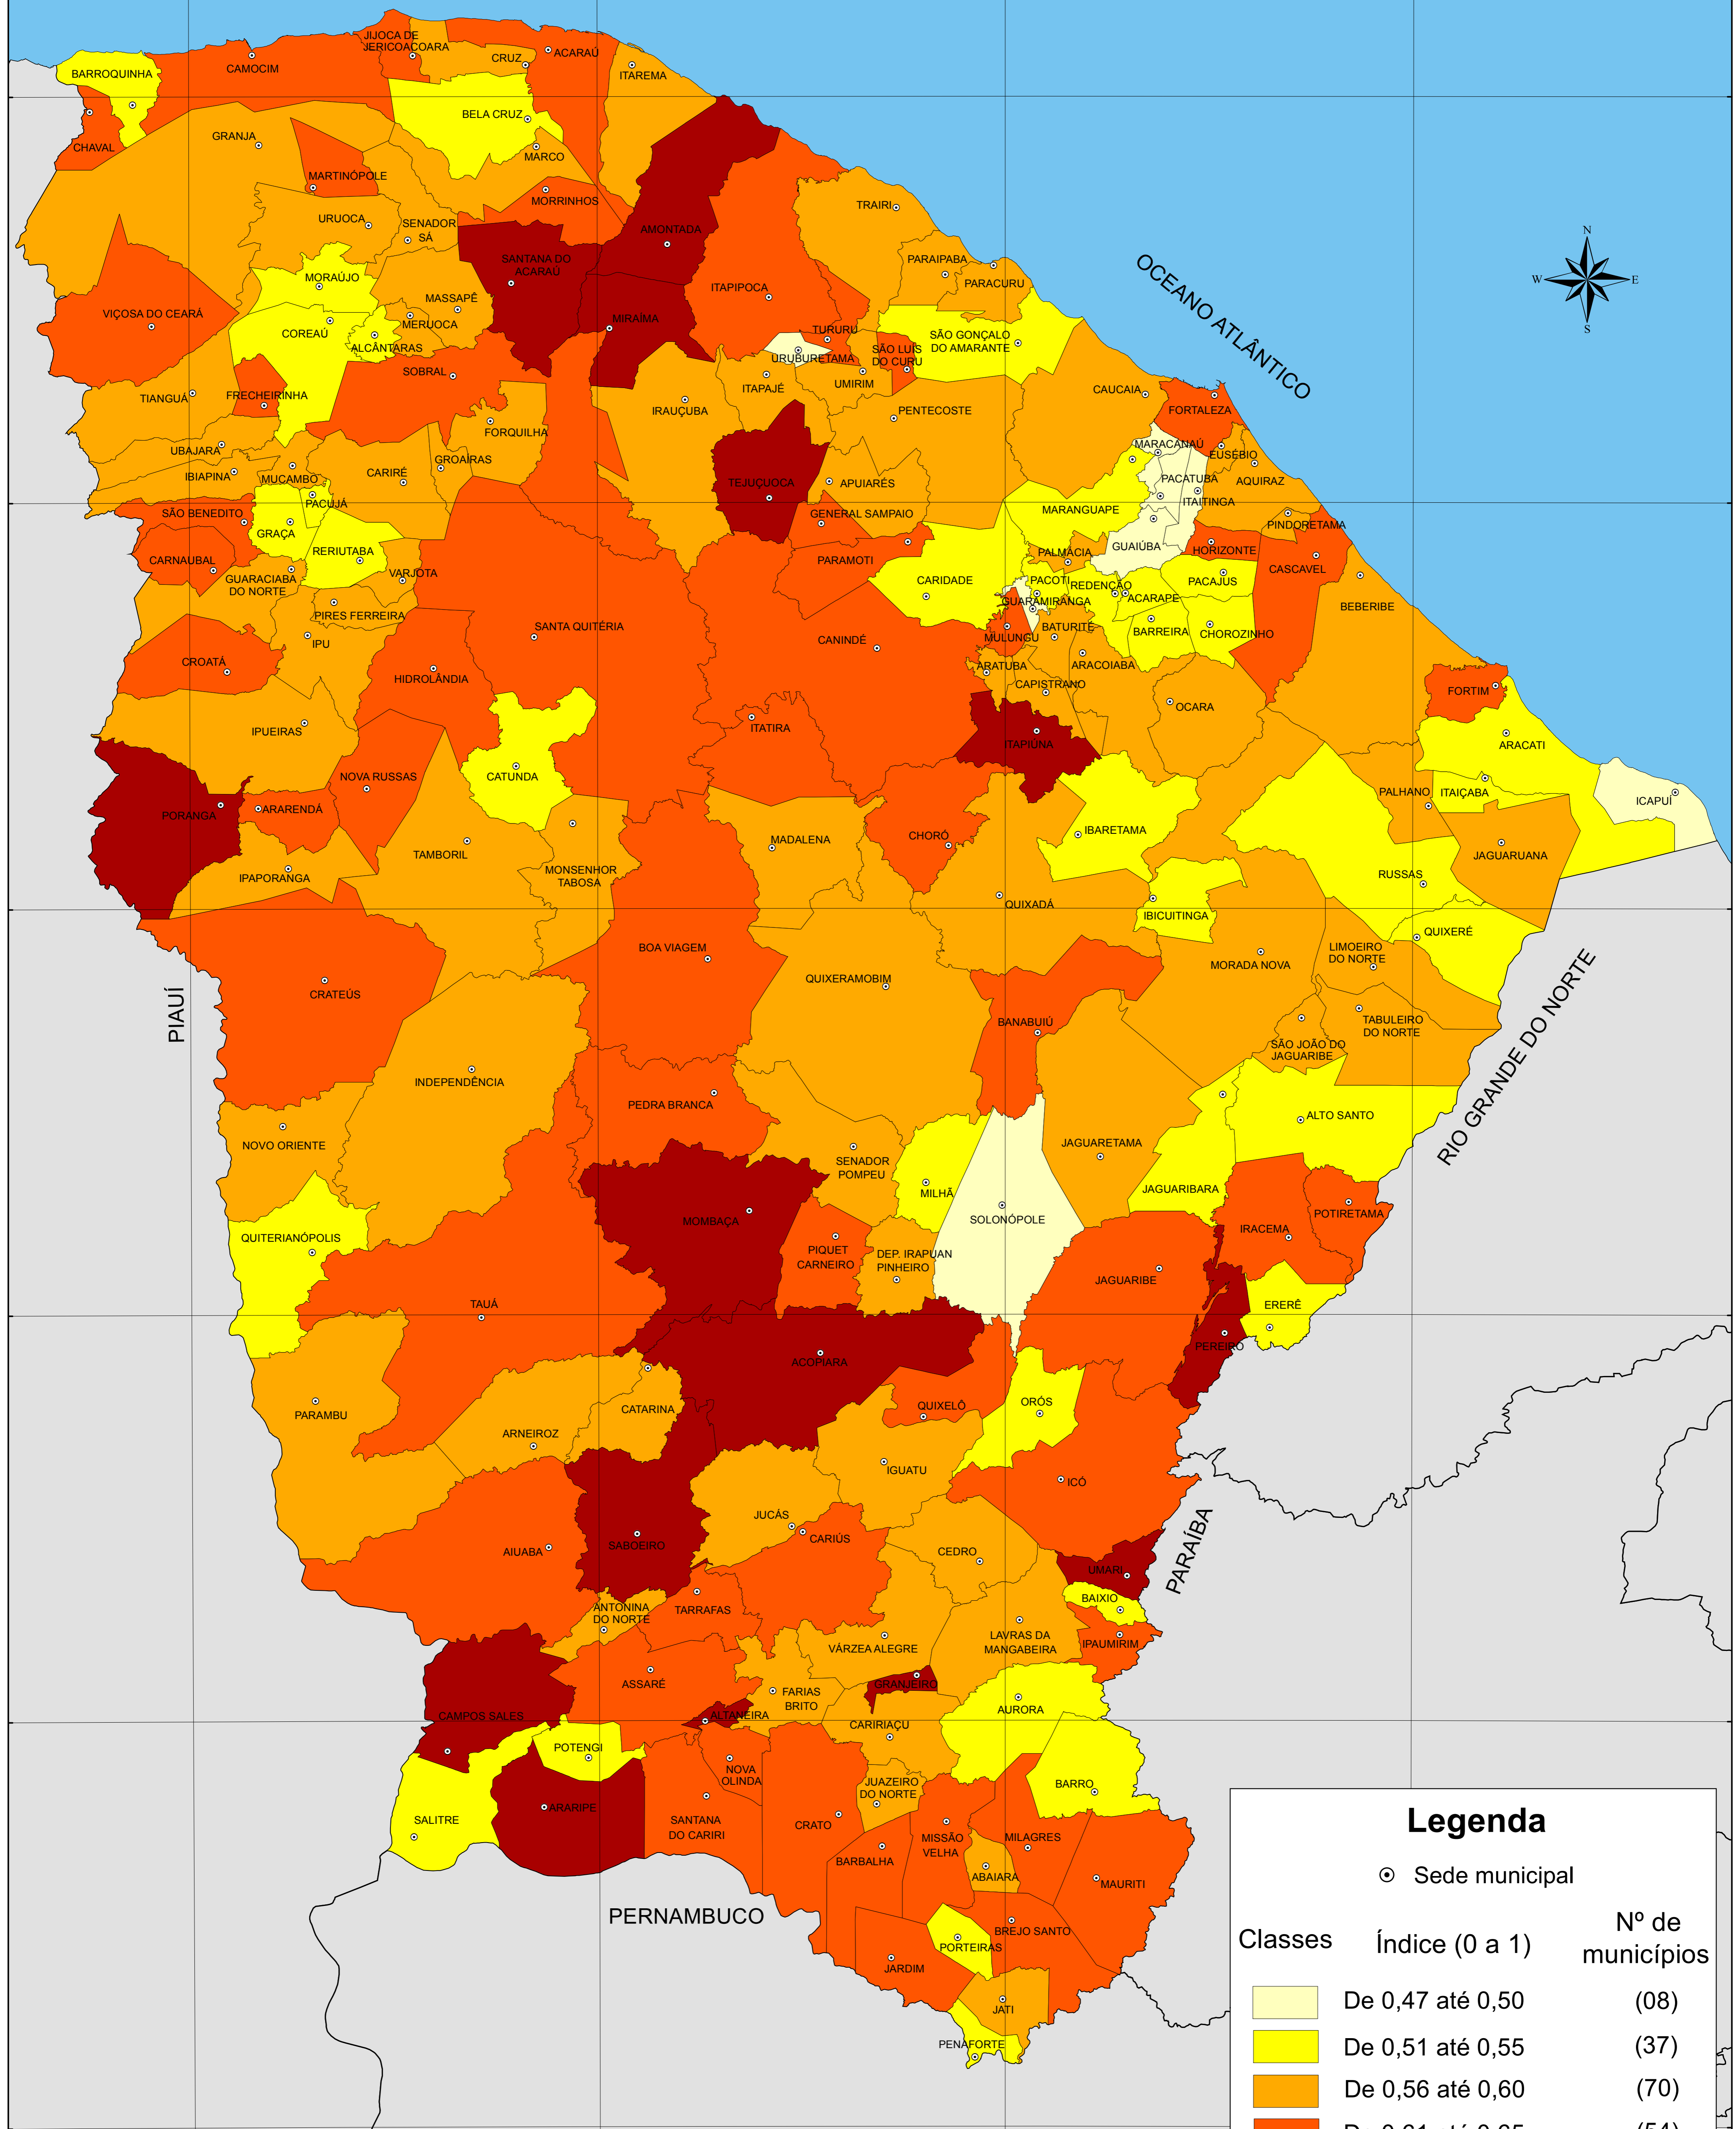 JIJOCA DE
JERICOACOARA
ACARAÚ
CRUZ
BARROQUINHA
CAMOCIM
ITAREMA
BELA CRUZ
GRANJA
CHAVAL
MARCO
MARTINÓPOLE
MORRINHOS
TRAIRI
URUOCA
SENADOR
SÁ
AMONTADA
SANTANA DO
ACARAÚ
PARAIPABA
N
W
E
S
OCEANO ATLÂNTICO
MORAÚJO
PARACURU
ITAPIPOCA
MASSAPÊ
VIÇOSA DO CEARÁ
MIRAÍMA
MERUOCA
COREAÚ
TURURU
SÃO GONÇALO
DO AMARANTE
ALCÂNTARAS
SÃO LUÍS
DO CURU
URUBURETAMA
SOBRAL
UMIRIM
ITAPAJÉ
CAUCAIA
FRECHEIRINHA
TIANGUÁ
IRAUÇUBA
PENTECOSTE
FORTALEZA
FORQUILHA
MARACANAÚ
UBAJARA
EUSÉBIO
GROAÍRAS
CARIRÉ
IBIAPINA
MUCAMBO
PACATUBA
AQUIRAZ
TEJUÇUOCA
APUIARÉS
ITAITINGA
PACUJÁ
MARANGUAPE
SÃO BENEDITO
GENERAL SAMPAIO
PINDORETAMA
GRAÇA
GUAIÚBA
RERIUTABA
HORIZONTE
PALMÁCIA
CARNAUBAL
PARAMOTI
CASCAVEL
VARJOTA
GUARACIABA
DO NORTE
CARIDADE
PACOTI
REDENÇÃO
PACAJUS
ACARAPE
GUARAMIRANGA
BEBERIBE
PIRES FERREIRA
SANTA QUITÉRIA
BATURITÉ
BARREIRA
CHOROZINHO
MULUNGU
CANINDÉ
IPU
CROATÁ
ARATUBA
ARACOIABA
HIDROLÂNDIA
CAPISTRANO
FORTIM
OCARA
IPUEIRAS
ITATIRA
ITAPIÚNA
ARACATI
NOVA RUSSAS
CATUNDA
PALHANO
ITAIÇABA
ICAPUÍ
PORANGA
ARARENDÁ
IBARETAMA
CHORÓ
MADALENA
TAMBORIL
JAGUARUANA
MONSENHOR
TABOSA
IPAPORANGA
RUSSAS
QUIXADÁ
IBICUITINGA
QUIXERÉ
BOA VIAGEM
LIMOEIRO
DO NORTE
MORADA NOVA
QUIXERAMOBIM
CRATEÚS
PIAUÍ
BANABUIÚ
TABULEIRO
DO NORTE
SÃO JOÃO DO
JAGUARIBE
RIO GRANDE DO NORTE
INDEPENDÊNCIA
PEDRA BRANCA
ALTO SANTO
NOVO ORIENTE
JAGUARETAMA
SENADOR
POMPEU
MILHÃ
JAGUARIBARA
MOMBAÇA
SOLONÓPOLE
POTIRETAMA
IRACEMA
QUITERIANÓPOLIS
PIQUET
CARNEIRO
DEP. IRAPUAN
PINHEIRO
JAGUARIBE
TAUÁ
ERERÊ
PEREIRO
ACOPIARA
CATARINA
QUIXELÔ
ORÓS
PARAMBU
ARNEIROZ
IGUATU
ICÓ
JUCÁS
CARIÚS
PARAÍBA
SABOEIRO
AIUABA
CEDRO
UMARI
BAIXIO
ANTONINA
DO NORTE
TARRAFAS
LAVRAS DA
MANGABEIRA
VÁRZEA ALEGRE
IPAUMIRIM
ASSARÉ
GRANJEIRO
FARIAS
BRITO
AURORA
CAMPOS SALES
ALTANEIRA
CARIRIAÇU
POTENGI
NOVA
OLINDA
JUAZEIRO
DO NORTE
BARRO
ARARIPE
SALITRE
SANTANA
DO CARIRI
CRATO
MISSÃO
VELHA
MILAGRES
BARBALHA
ABAIARA
MAURITI
PERNAMBUCO
BREJO SANTO
PORTEIRAS
JARDIM
JATI
PENAFORTE
Legenda
Sede municipal
Classes
Índice (0 a 1)
Nº de
municípios
De 0,47 até 0,50
(08)
De 0,51 até 0,55
(37)
De 0,56 até 0,60
(70)